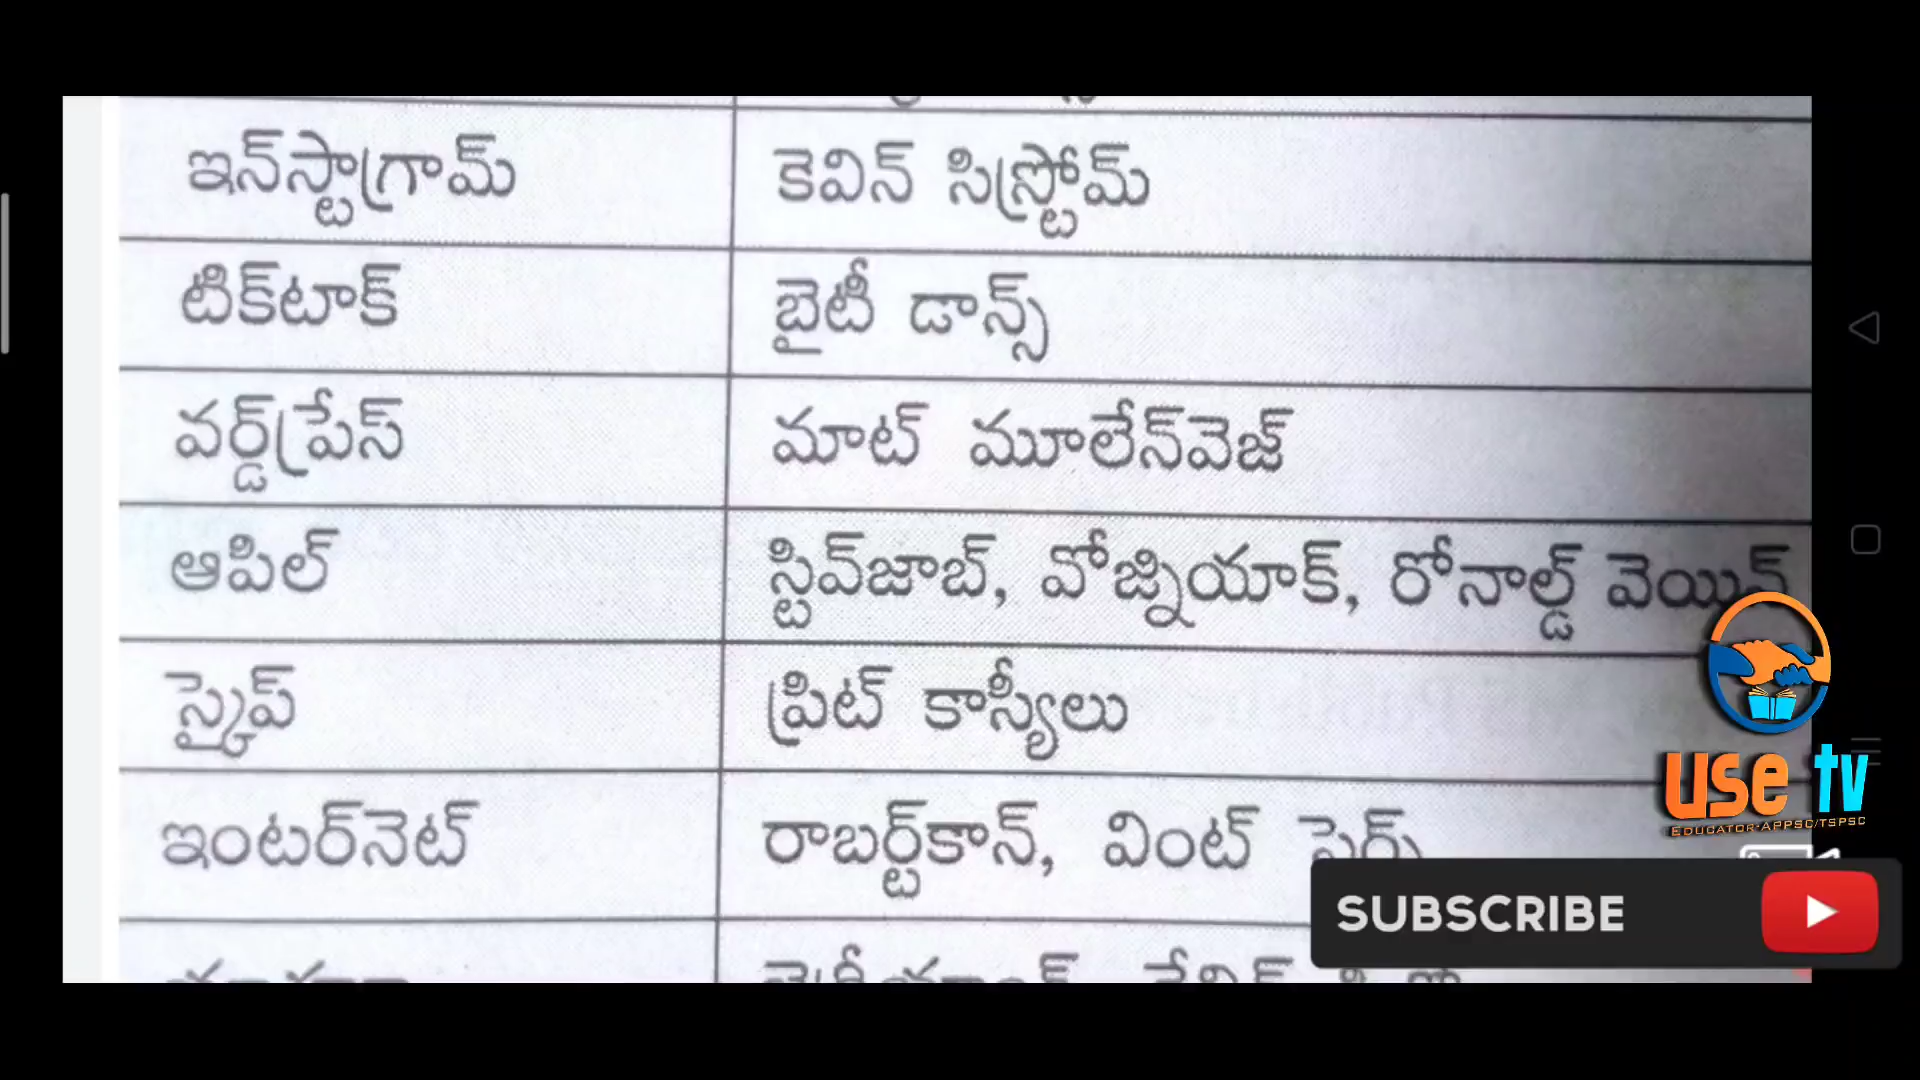 ఇన్‌స్టాగ్రామ్ కెవిన్ సిస్ట్రోమ్
టిక్‌టాక్ బైటీ డాన్స్
వర్డ్‌ప్రేస్ మాట్ మూలేన్‌వెజ్
ఆపిల్ స్టివ్‌జాబ్, వోజ్నియాక్, రోనాల్డ్ వెయిన్
స్కైప్ ప్రిట్ కాస్యీలు
ఇంటర్‌నెట్ రాబర్ట్‌కాన్, వింట్
use tv
EDUCATOR-APPSC/TSPSC
SUBSCRIBE